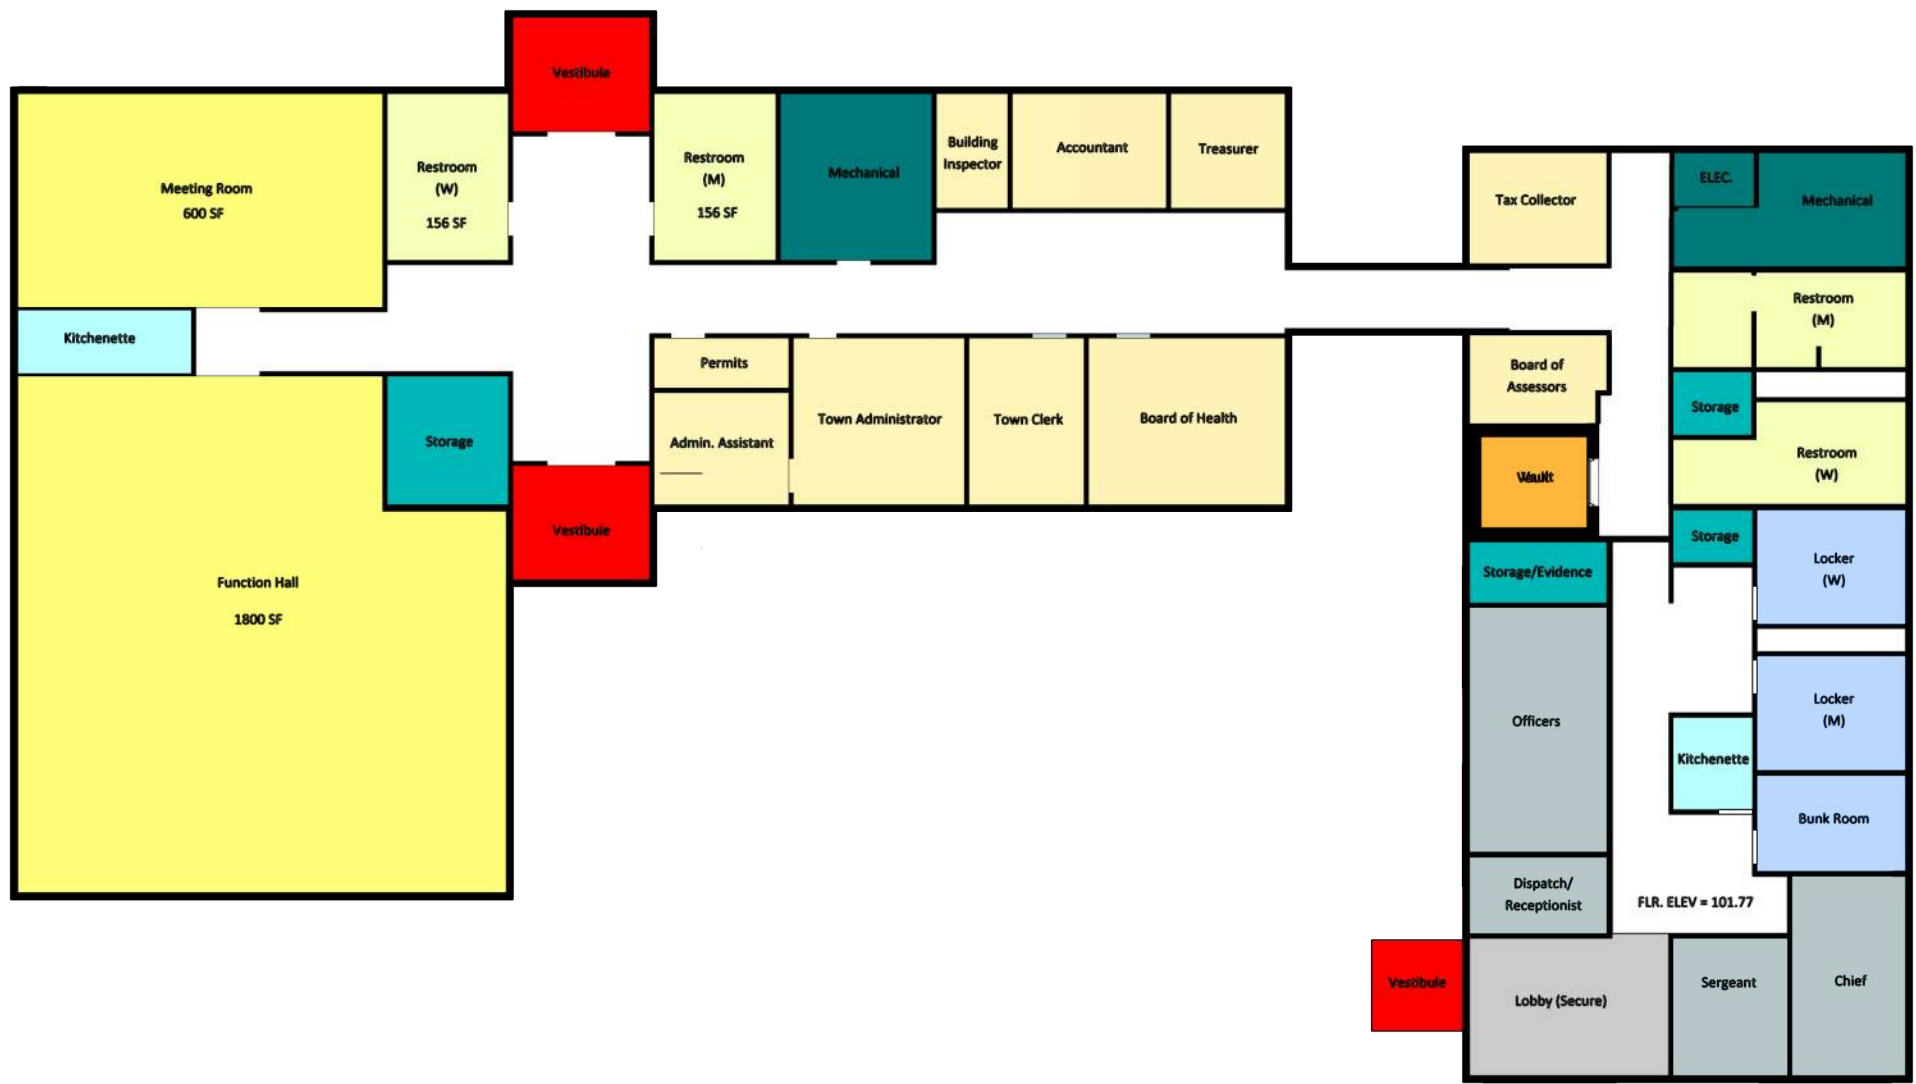 Vestibule
Meeting Room
600 SF
Restroom
(W)
156 SF
Restroom
(M)
156 SF
Mechanical
Building
Inspector
Accountant
Treasurer
Tax Collector
ELEC.
Mechanical
Kitchenette
Permits
Admin. Assistant
Town Administrator
Town Clerk
Board of Health
Board of
Assessors
Restroom
(M)
Storage
Restroom
(W)
Storage
Vault
Vestibule
Function Hall
1800 SF
Storage
Locker
(W)
Storage/Evidence
Officers
Locker
(M)
Kitchenette
Bunk Room
Dispatch/
Receptionist
FLR. ELEV = 101.77
Vestibule
Lobby (Secure)
Sergeant
Chief